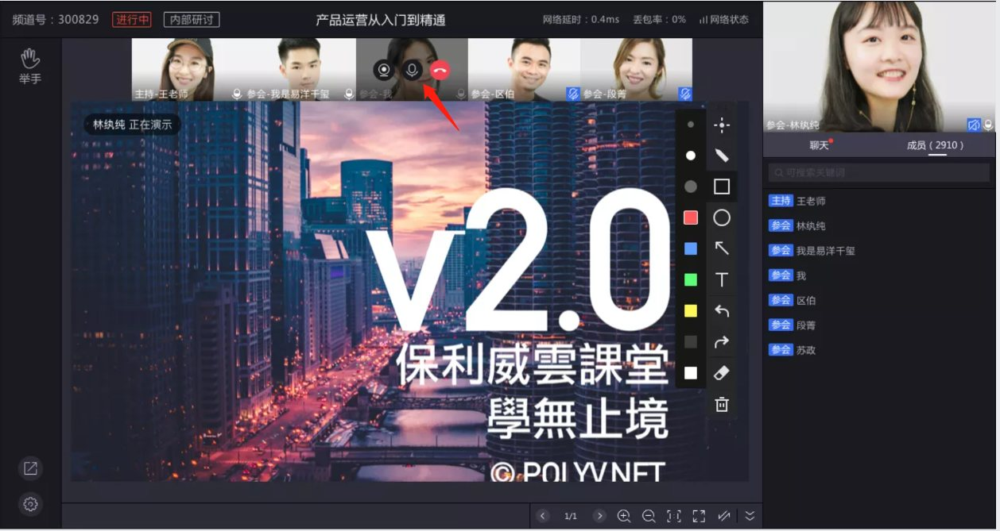 频道号：300829 进行中 内部研讨 产品运营从入门到精通 网络延时：0.4ms 丢包率：0% 网络状态
举手
主持-王老师 参会-我是易洋千玺 参会-我 参会-区伯 参会-段菁
林纨纯 正在演示
v2.0
保利威雲課堂
學無止境
© POLYV.NET
1/1
参会-林纨纯
聊天 成员（2910）
可搜索关键词
主持 王老师
参会 林纨纯
参会 我是易洋千玺
参会 我
参会 区伯
参会 段菁
参会 苏政